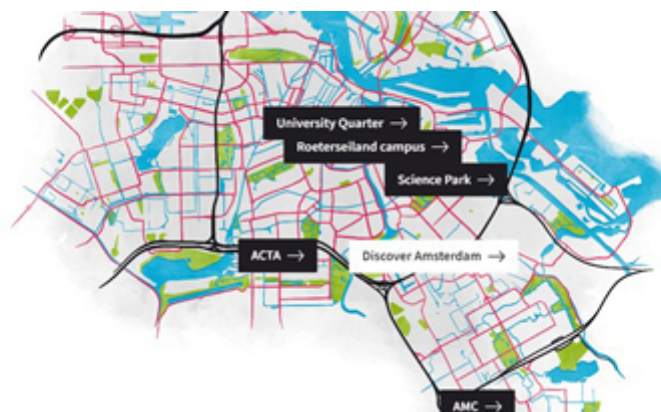 University Quarter →
Roeterseiland campus →
Science Park →
ACTA →
Discover Amsterdam →
AMC →